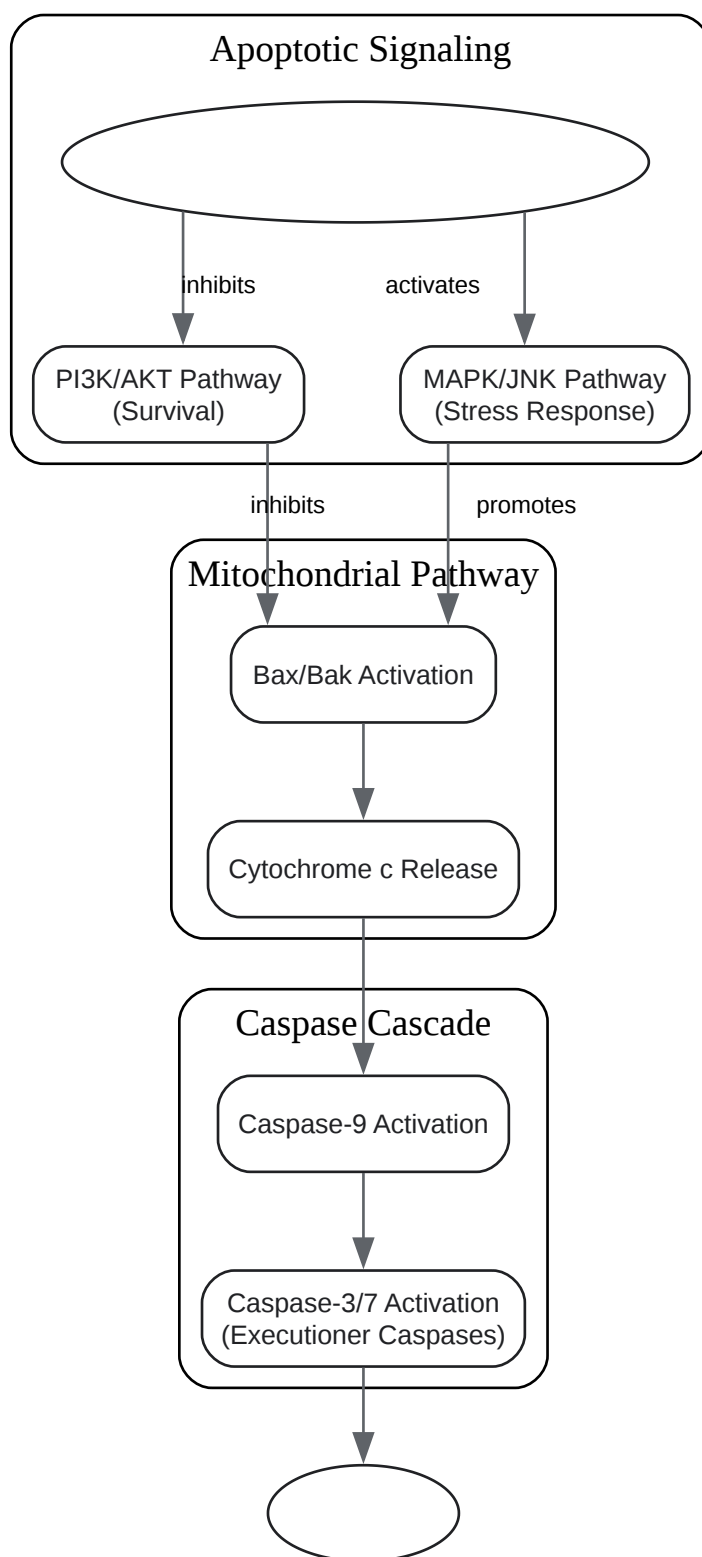 Apoptotic Signaling
inhibits
activates
PI3K/AKT Pathway
(Survival)
MAPK/JNK Pathway
(Stress Response)
inhibits
promotes
Mitochondrial Pathway
Bax/Bak Activation
Cytochrome c Release
Caspase Cascade
Caspase-9 Activation
Caspase-3/7 Activation
(Executioner Caspases)